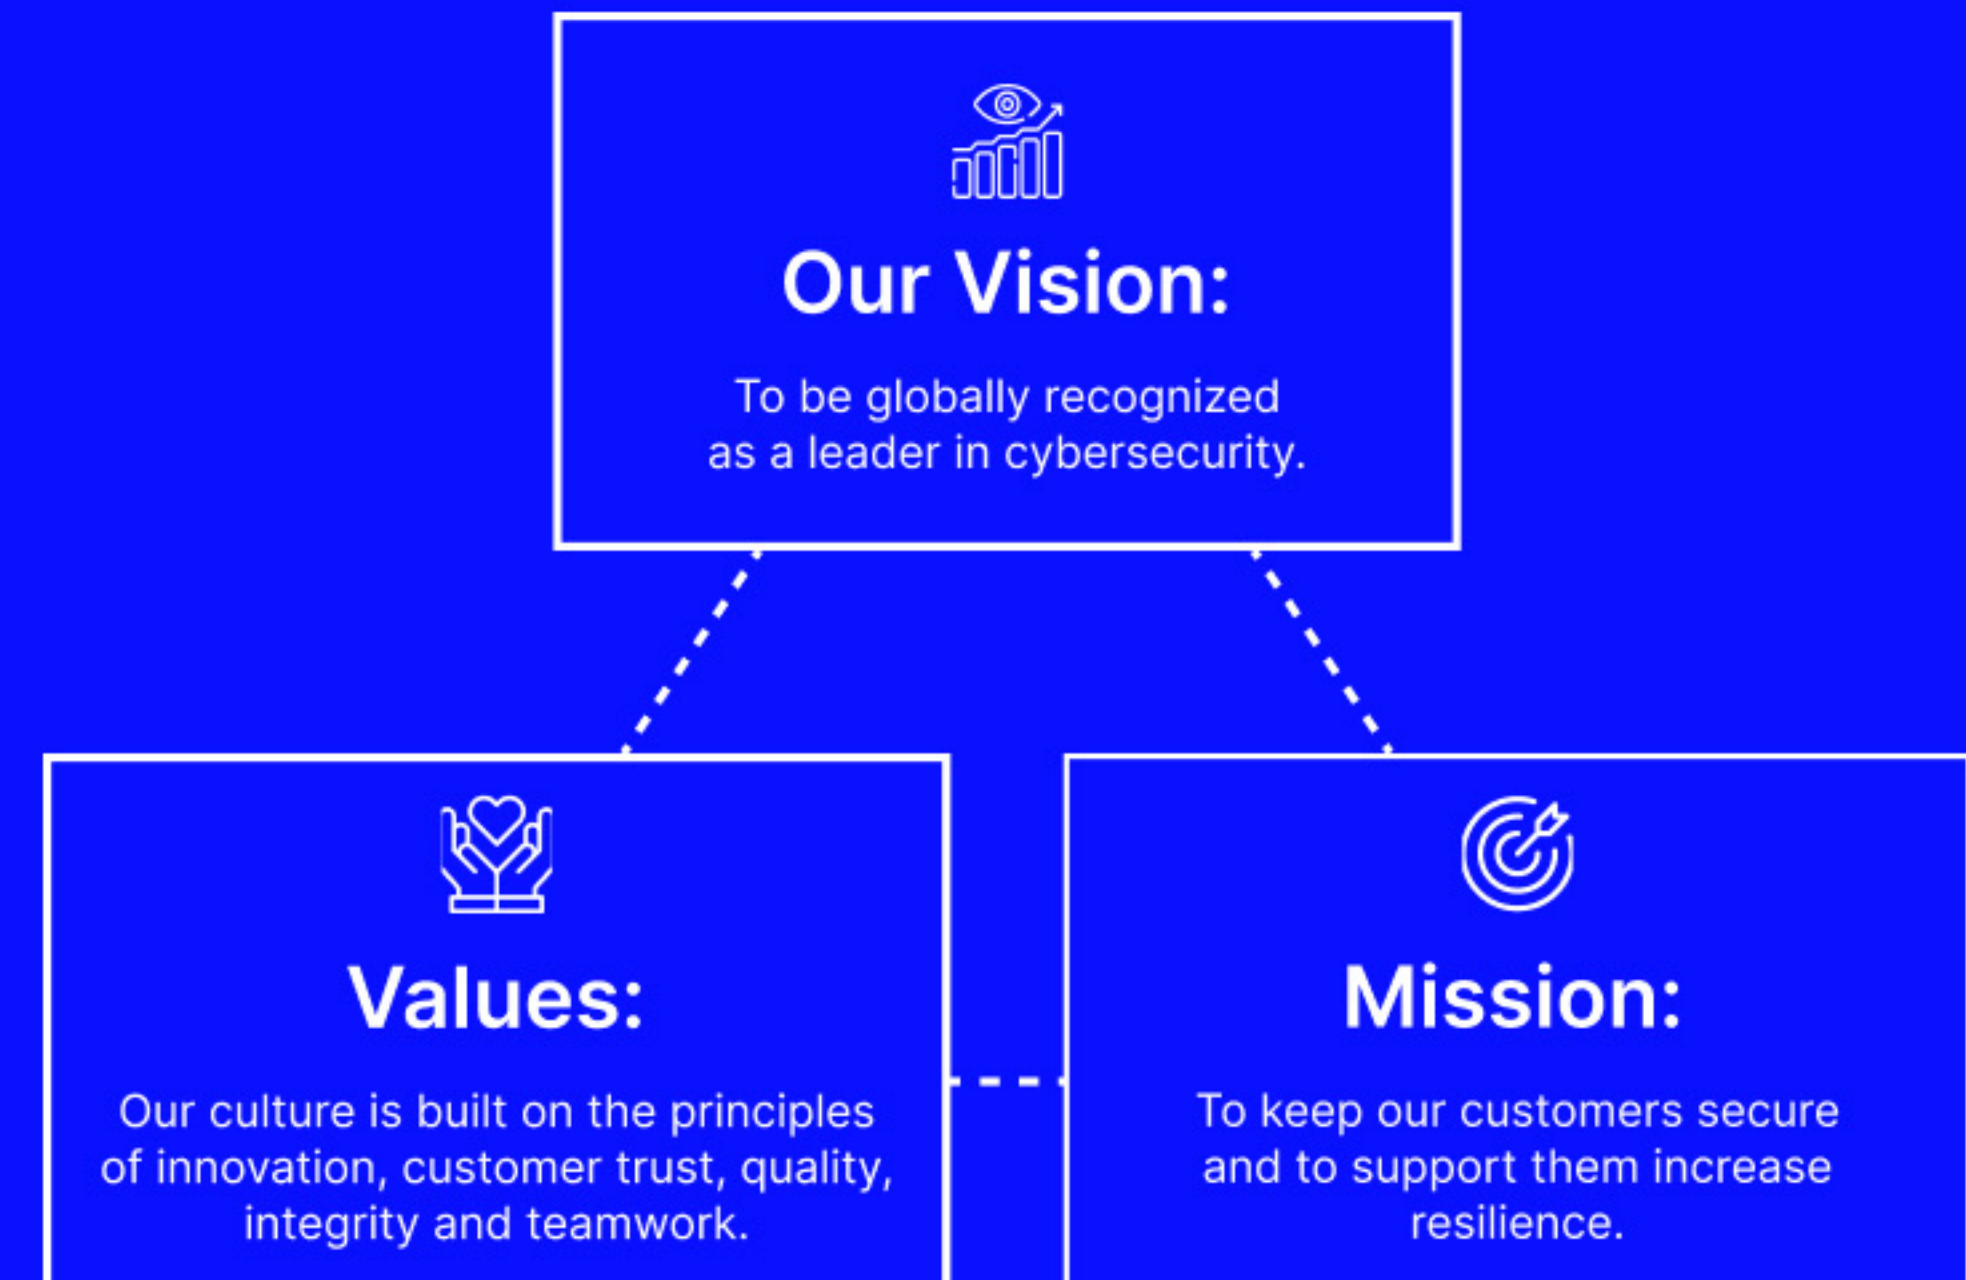 Our Vision:
To be globally recognized
as a leader in cybersecurity.
Values:
Our culture is built on the principles
of innovation, customer trust, quality,
integrity and teamwork.
Mission:
To keep our customers secure
and to support them increase
resilience.